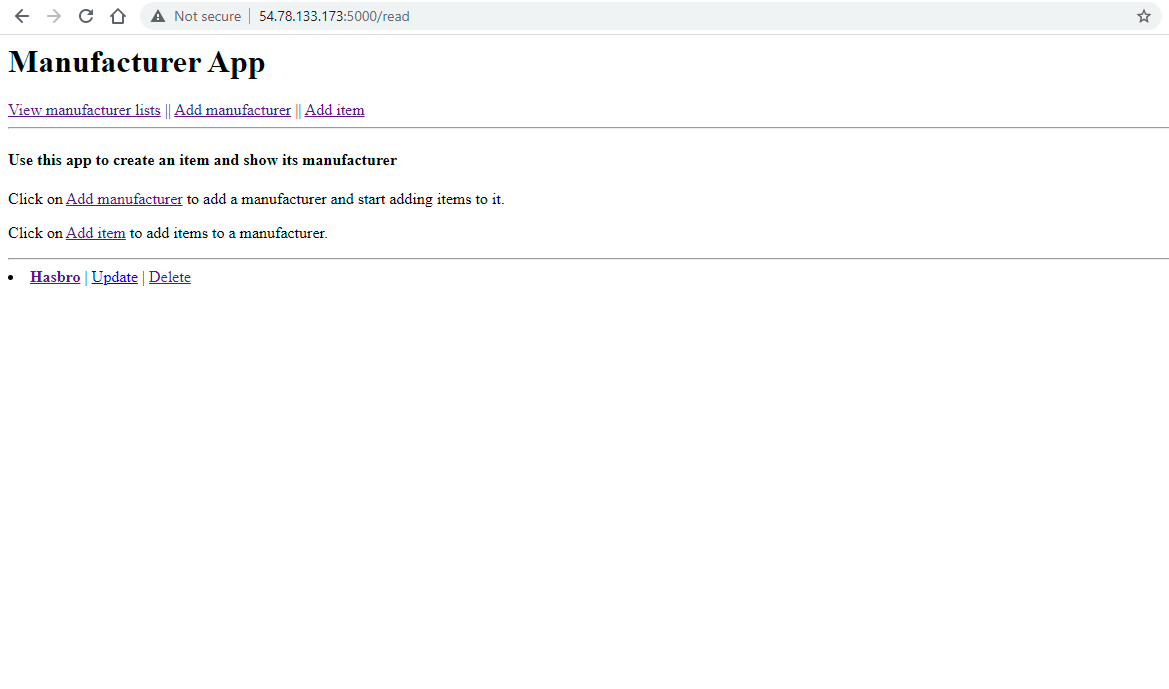 Not secure | 54.78.133.173:5000/read
Manufacturer App
View manufacturer lists || Add manufacturer || Add item
Use this app to create an item and show its manufacturer
Click on Add manufacturer to add a manufacturer and start adding items to it.
Click on Add item to add items to a manufacturer.
• Hasbro | Update | Delete